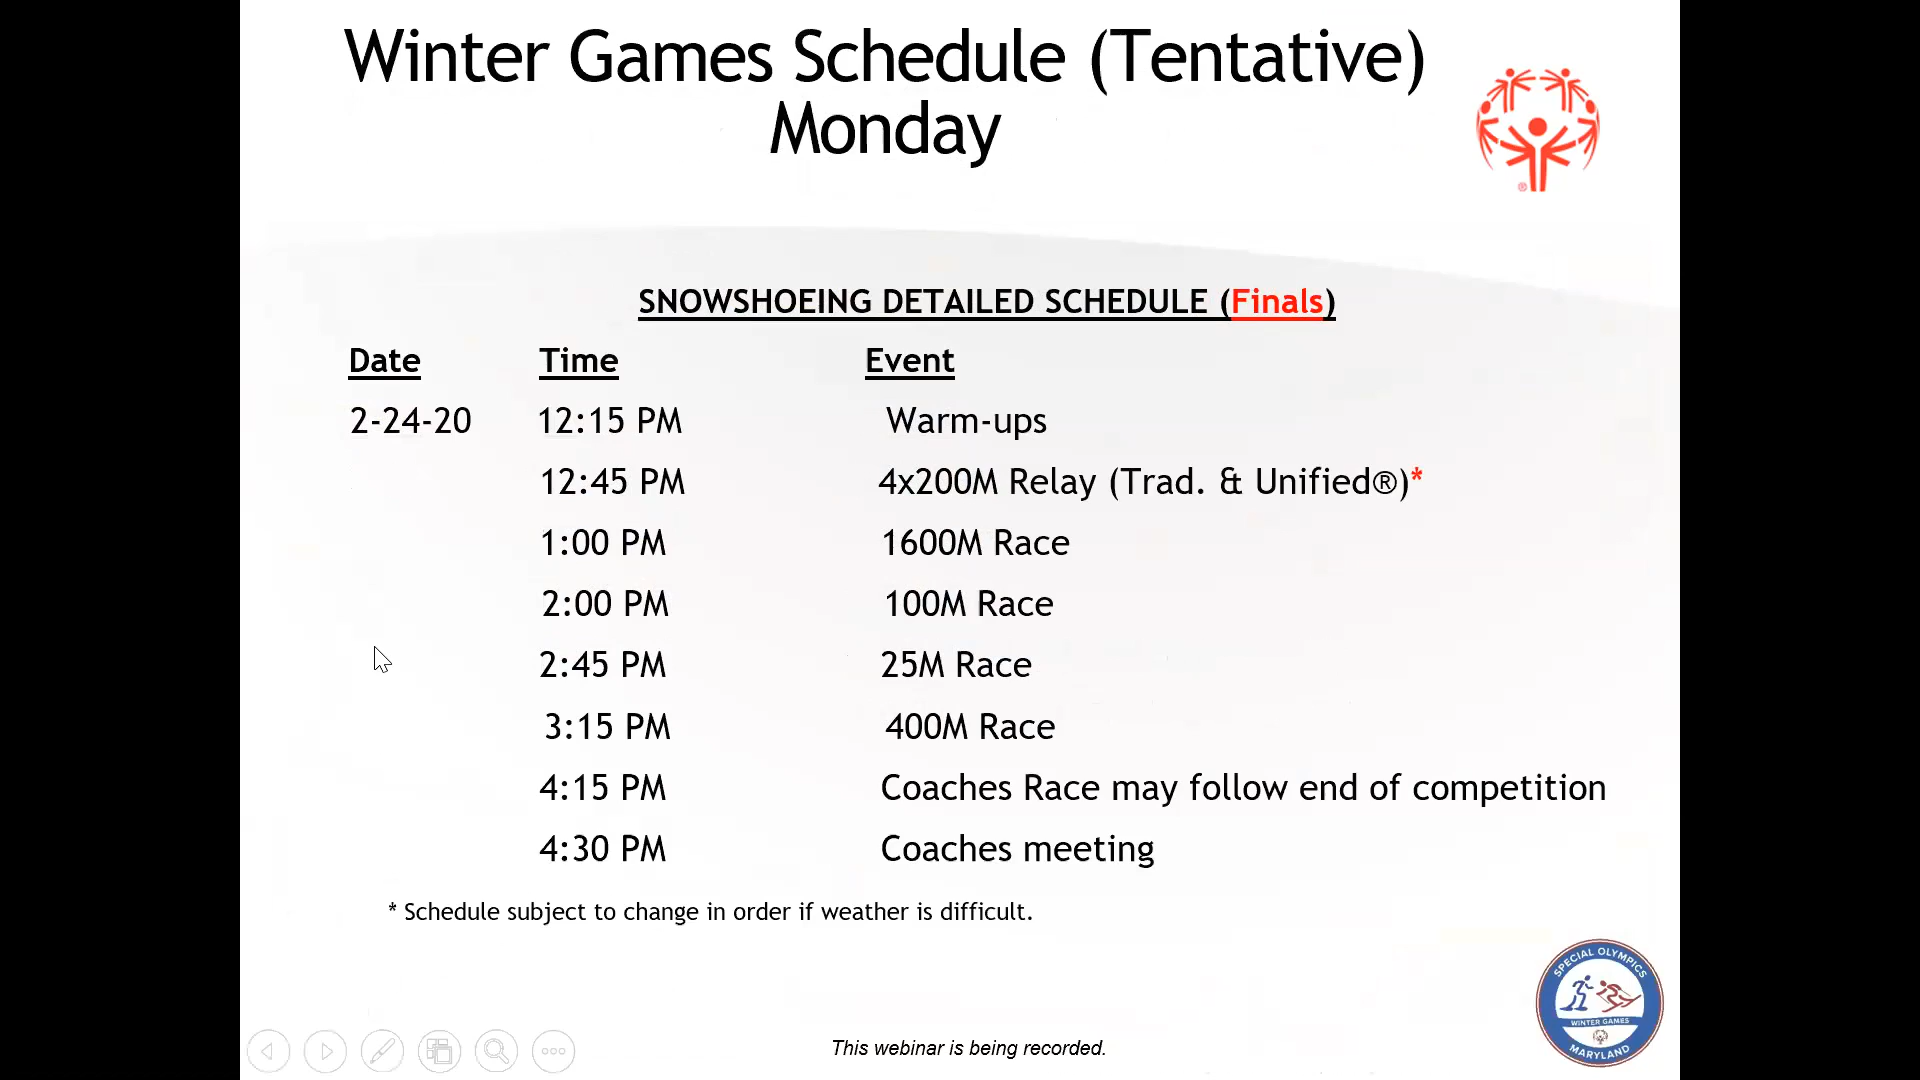 Winter Games Schedule (Tentative)
Monday
®
SNOWSHOEING DETAILED SCHEDULE (Finals)
Date Time Event
2-24-20 12:15 PM Warm-ups
12:45 PM 4x200M Relay (Trad. & Unified®)*
1:00 PM 1600M Race
2:00 PM 100M Race
2:45 PM 25M Race
3:15 PM 400M Race
4:15 PM Coaches Race may follow end of competition
4:30 PM Coaches meeting
* Schedule subject to change in order if weather is difficult.
SPECIAL OLYMPICS
WINTER GAMES
MARYLAND
This webinar is being recorded.